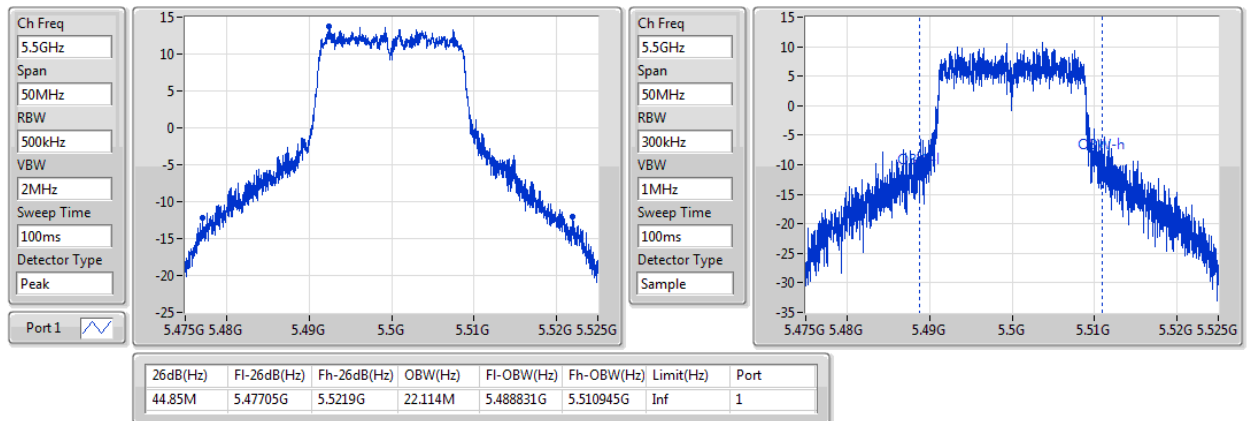 Ch Freq
5.5GHz
Span
50MHz
RBW
500kHz
VBW
2MHz
Sweep Time
100ms
Detector Type
Peak
Port 1
15
10
5
0
-5
-10
-15
-20
-25
5.475G 5.48G 5.49G 5.5G 5.51G 5.52G 5.525G
Ch Freq
5.5GHz
Span
50MHz
RBW
300kHz
VBW
1MHz
Sweep Time
100ms
Detector Type
Sample
15
10
5
0
-5
-10
-15
-20
-25
-30
-35
OBW-h
5.475G 5.48G 5.49G 5.5G 5.51G 5.52G 5.525G
26dB(Hz) Fl-26dB(Hz) Fh-26dB(Hz) OBW(Hz) Fl-OBW(Hz) Fh-OBW(Hz) Limit(Hz) Port
44.85M 5.47705G 5.5219G 22.114M 5.488831G 5.510945G Inf 1